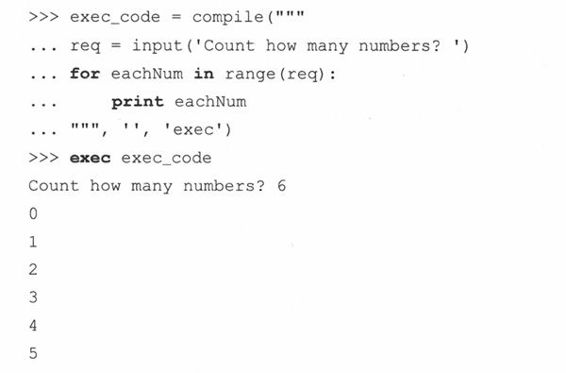 >>> exec_code = compile("""
... req = input('Count how many numbers? ')
... for eachNum in range(req):
...     print eachNum
... """, '', 'exec')
>>> exec exec_code
Count how many numbers? 6
0
1
2
3
4
5